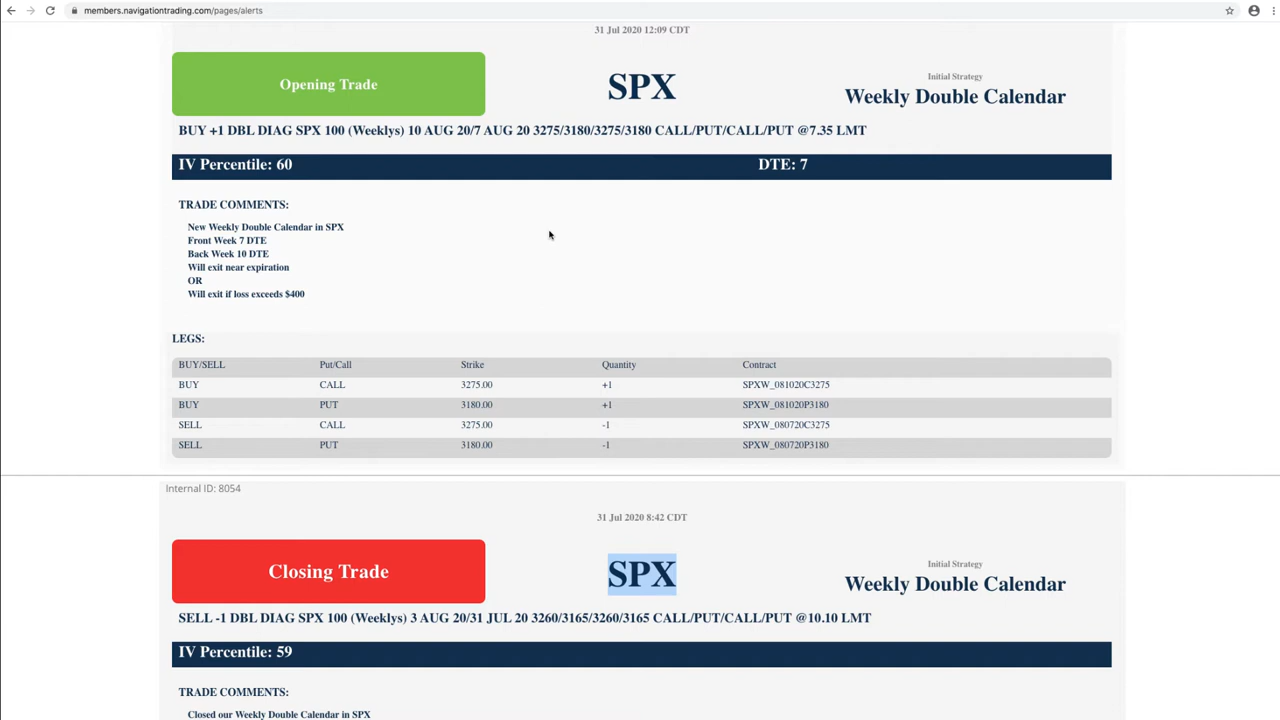 members.navigationtrading.com/pages/alerts
31 Jul 2020 12:09 CDT
Opening Trade
SPX
Initial Strategy
Weekly Double Calendar
BUY +1 DBL DIAG SPX 100 (Weeklys) 10 AUG 20/7 AUG 20 3275/3180/3275/3180 CALL/PUT/CALL/PUT @7.35 LMT
IV Percentile: 60 DTE: 7
TRADE COMMENTS:
New Weekly Double Calendar in SPX
Front Week 7 DTE
Back Week 10 DTE
Will exit near expiration
OR
Will exit if loss exceeds $400
LEGS:
BUY/SELL Put/Call Strike Quantity Contract
BUY CALL 3275.00 +1 SPXW_081020C3275
BUY PUT 3180.00 +1 SPXW_081020P3180
SELL CALL 3275.00 -1 SPXW_080720C3275
SELL PUT 3180.00 -1 SPXW_080720P3180
Internal ID: 8054
31 Jul 2020 8:42 CDT
Closing Trade
SPX
Initial Strategy
Weekly Double Calendar
SELL -1 DBL DIAG SPX 100 (Weeklys) 3 AUG 20/31 JUL 20 3260/3165/3260/3165 CALL/PUT/CALL/PUT @10.10 LMT
IV Percentile: 59
TRADE COMMENTS:
Closed our Weekly Double Calendar in SPX